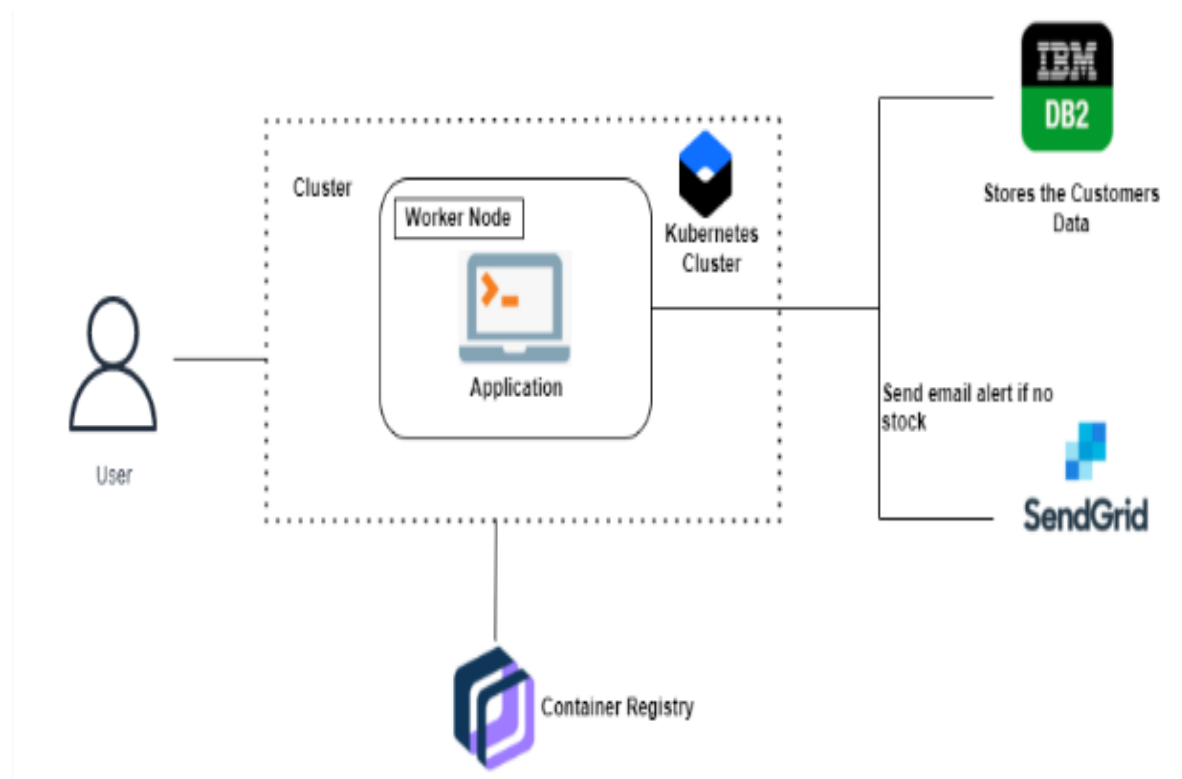 IBM
DB2
Cluster
Stores the Customers
Data
Worker Node
Kubernetes
Cluster
Application
Send email alert if no
stock
User
SendGrid
Container Registry